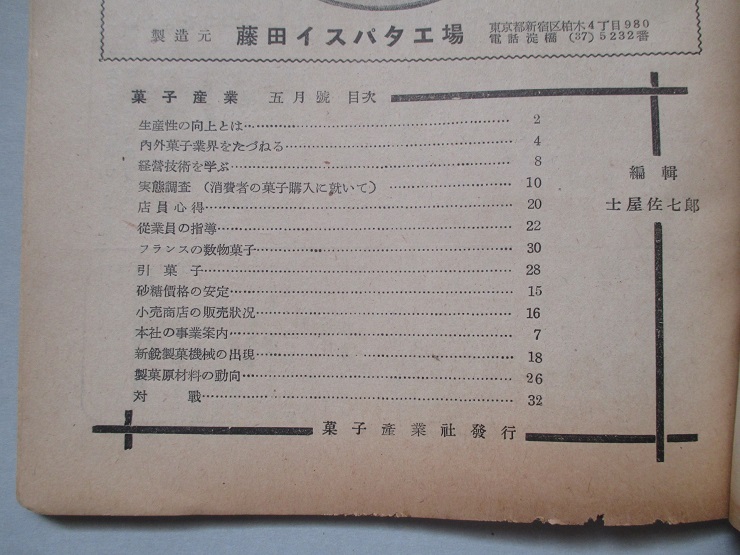 製造元 藤田イスパタ工場 東京都新宿区柏木4丁目980
電話淀橋(37)5232番
菓子産業 五月號 目次
生産性の向上とは 2
内外菓子業界をたづねる 4
経営技術を学ぶ 8
実態調査(消費者の菓子購入に就いて) 10
店員心得 20
從業員の指導 22
フランスの数物菓子 30
引菓子 28
砂糖價格の安定 15
小売商店の販売狀況 16
本社の事業案内 7
新鋭製菓機械の出現 18
製菓原材料の動向 26
対戦 32
編輯
士屋佐七郎
菓子産業社發行